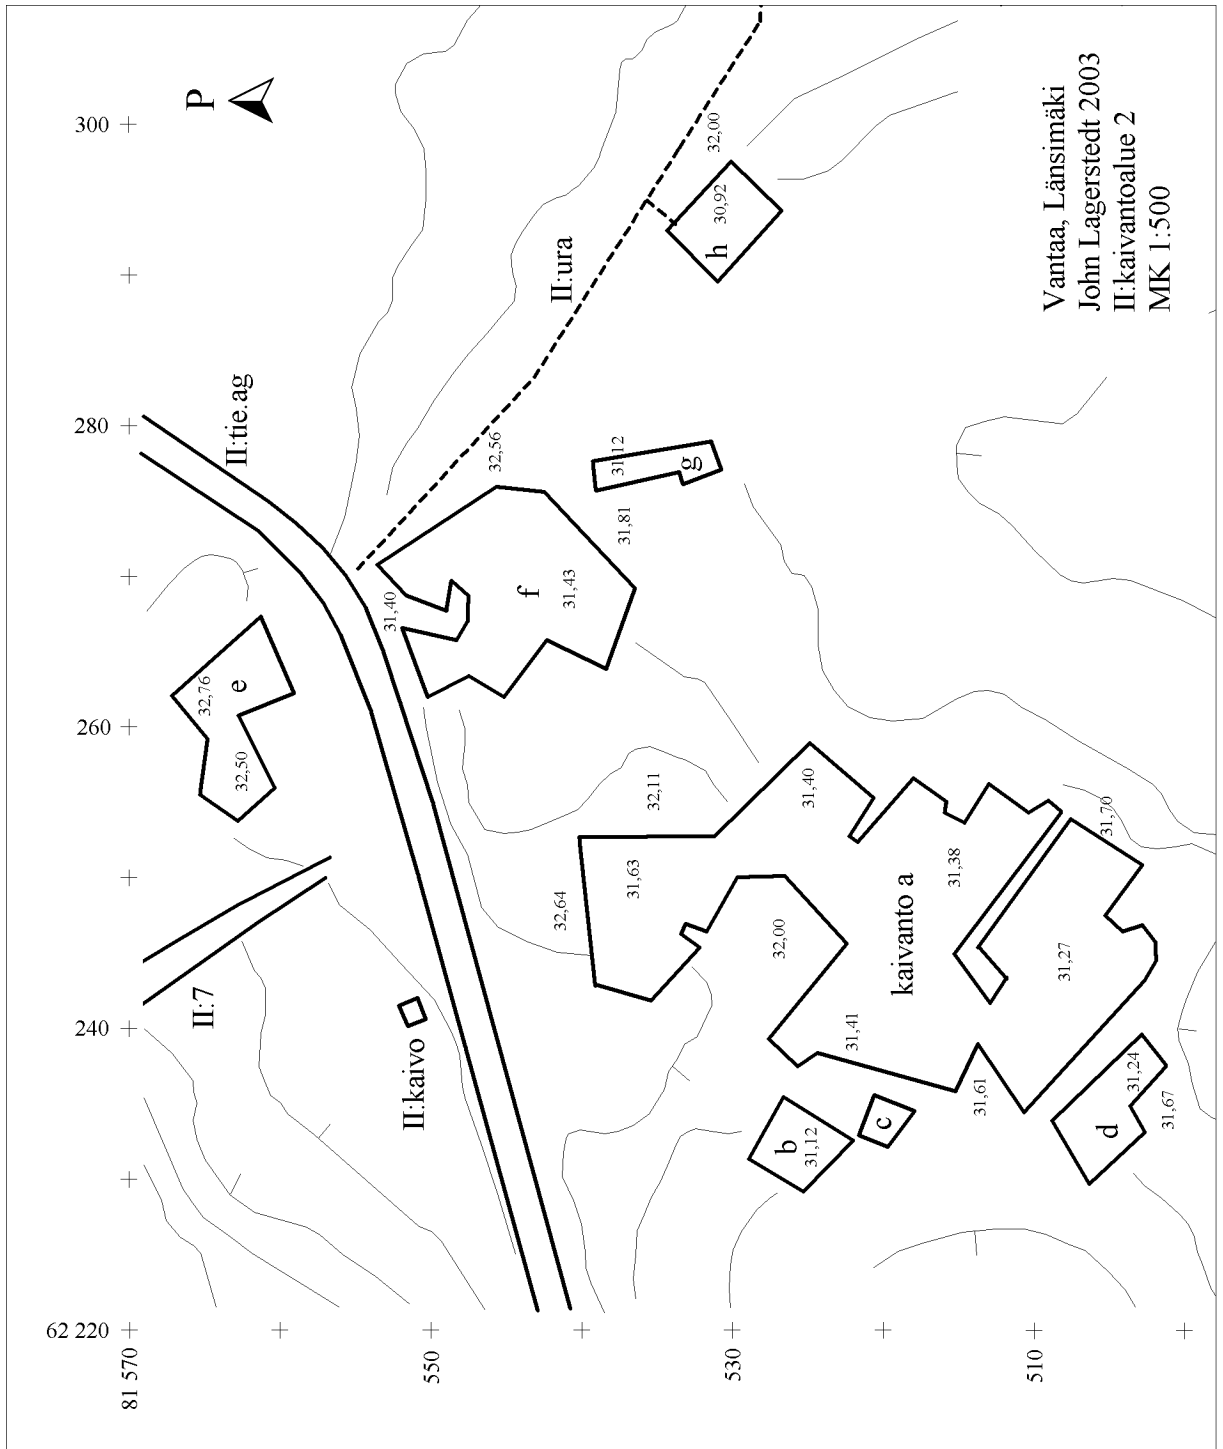 P
300
280
260
240
62 220
81 570
550
530
510
II:tie.ag
II:ura
II:7
II:kaivo
32,00
30,92
h
32,56
31,12
g
31,81
31,40
f
31,43
32,76
e
32,50
32,11
31,40
32,64
31,63
32,00
31,38
31,70
kaivanto a
31,27
31,41
31,61
b
31,12
c
d
31,24
31,67
Vantaa, Länsimäki
John Lagerstedt 2003
II:kaivantoalue 2
MK 1:500